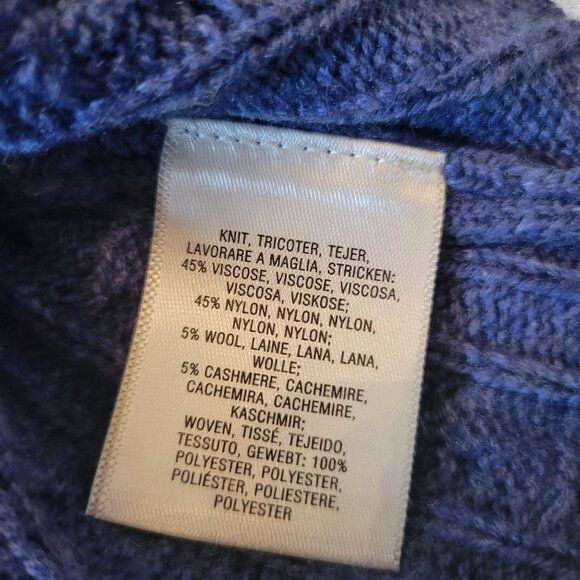 KNIT, TRICOTER, TEJER,
LAVORARE A MAGLIA, STRICKEN:
45% VISCOSE, VISCOSE, VISCOSA,
VISCOSA, VISKOSE;
45% NYLON, NYLON, NYLON,
NYLON, NYLON;
5% WOOL, LAINE, LANA, LANA,
WOLLE;
5% CASHMERE, CACHEMIRE,
CACHEMIRA, CACHEMIRE,
KASCHMIR;
WOVEN, TISSÉ, TEJEIDO,
TESSUTO, GEWEBT: 100%
POLYESTER, POLYESTER,
POLIÉSTER, POLIESTERE,
POLYESTER